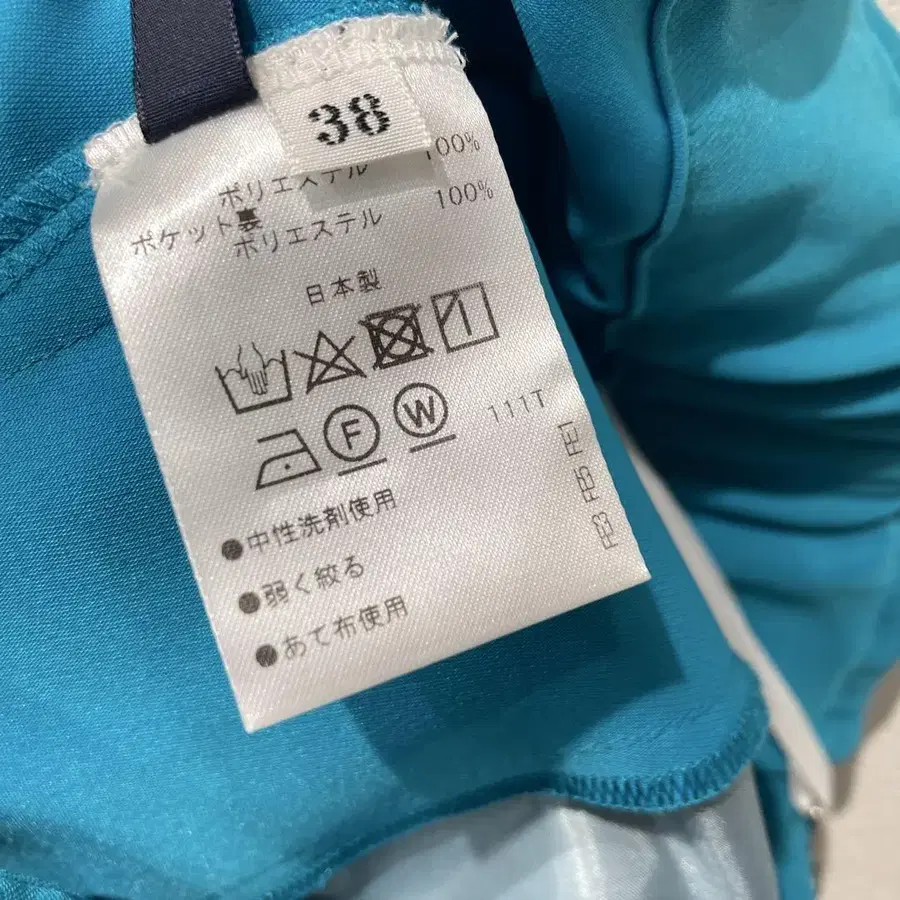 38
ポリエステル 100%
ポケット裏
ポリエステル 100%
日本製
F W 111T
●中性洗剤使用
●弱く絞る
●あて布使用